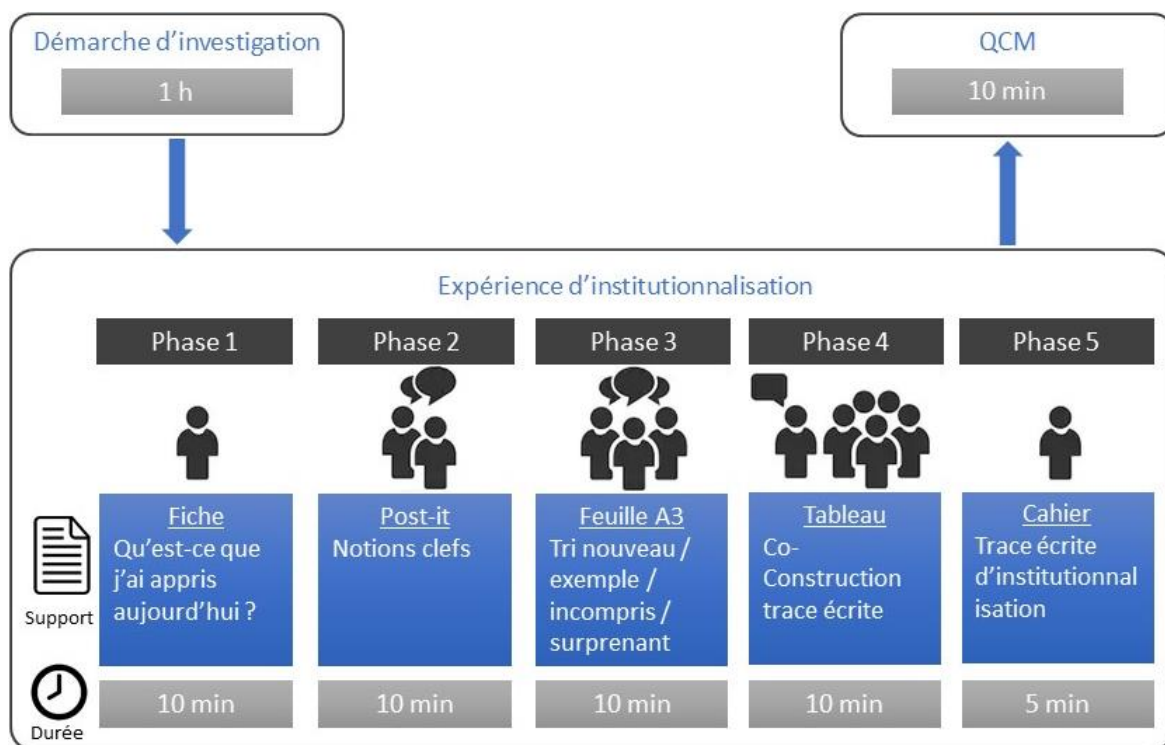 Démarche d'investigation
1 h
QCM
10 min
Expérience d'institutionnalisation
Phase 1
Phase 2
Phase 3
Phase 4
Phase 5
Support
Fiche
Qu'est-ce que
j'ai appris
aujourd'hui ?
Post-it
Notions clefs
Feuille A3
Tri nouveau /
exemple /
incompris /
surprenant
Tableau
Co-
Construction
trace écrite
Cahier
Trace écrite
d'institutionnal
isation
Durée
10 min
10 min
10 min
10 min
5 min